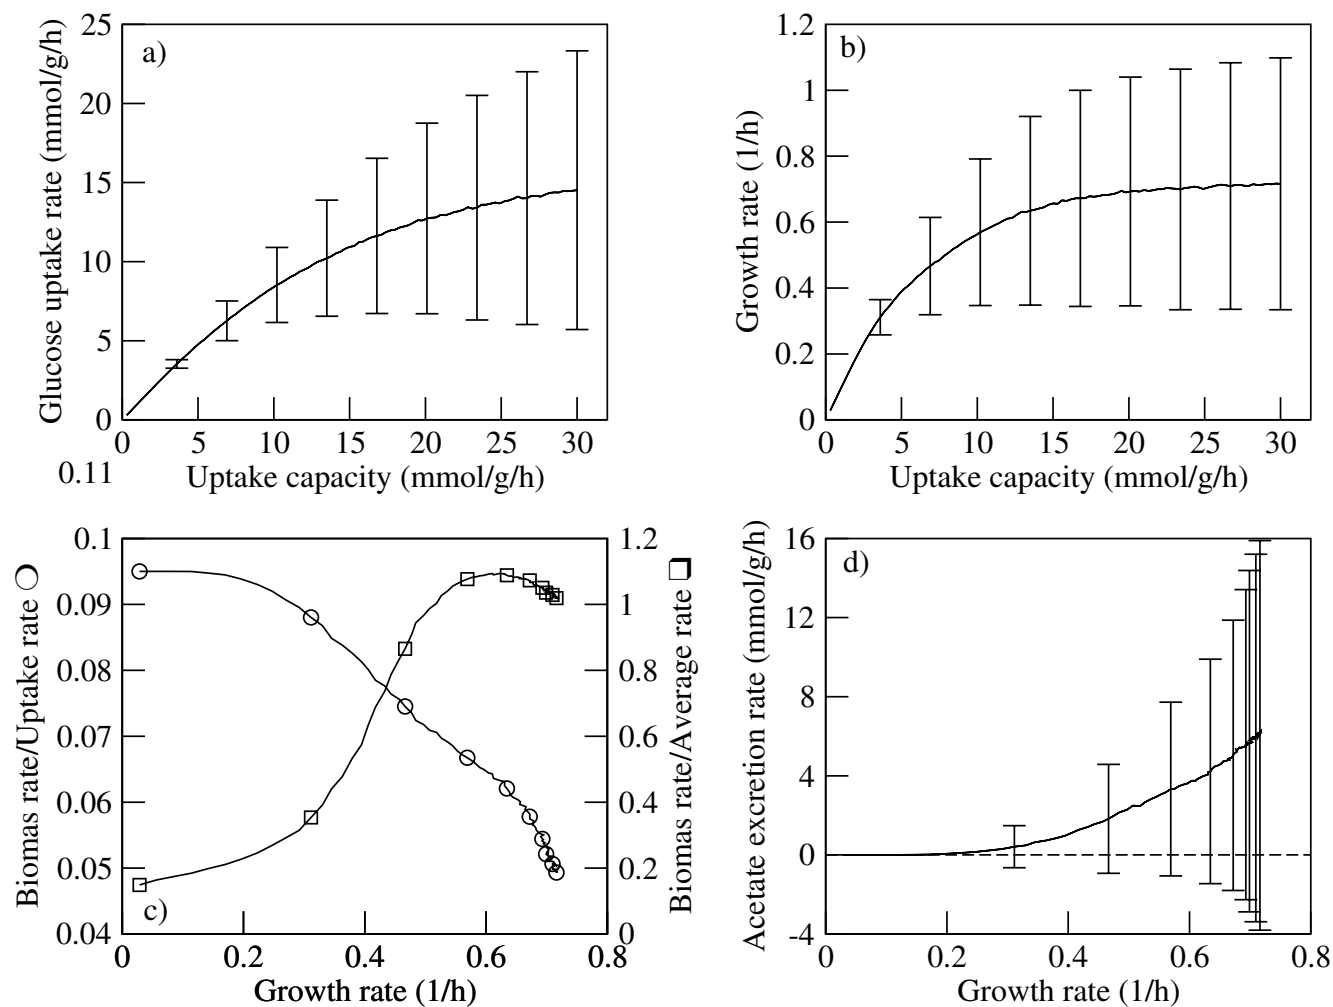 a)
Glucose uptake rate (mmol/g/h)
25
20
15
10
5
0
0 5 10 15 20 25 30
Uptake capacity (mmol/g/h)
b)
Growth rate (1/h)
1.2
1
0.8
0.6
0.4
0.2
0
0 5 10 15 20 25 30
Uptake capacity (mmol/g/h)
0.11
c)
Biomas rate/Uptake rate
0.1
0.09
0.08
0.07
0.06
0.05
0.04
1.2
1
0.8
0.6
0.4
0.2
0
Biomas rate/Average rate
0 0.2 0.4 0.6 0.8
Growth rate (1/h)
d)
Acetate excretion rate (mmol/g/h)
16
12
8
4
0
-4
0 0.2 0.4 0.6 0.8
Growth rate (1/h)